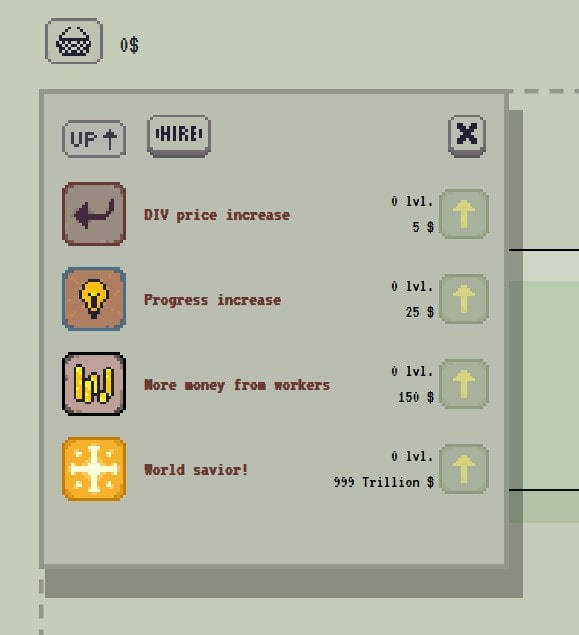 0$
UP ↑
HIRE
X
DIV price increase
0 lvl.
5 $
Progress increase
0 lvl.
25 $
More money from workers
0 lvl.
150 $
World savior!
0 lvl.
999 Trillion $